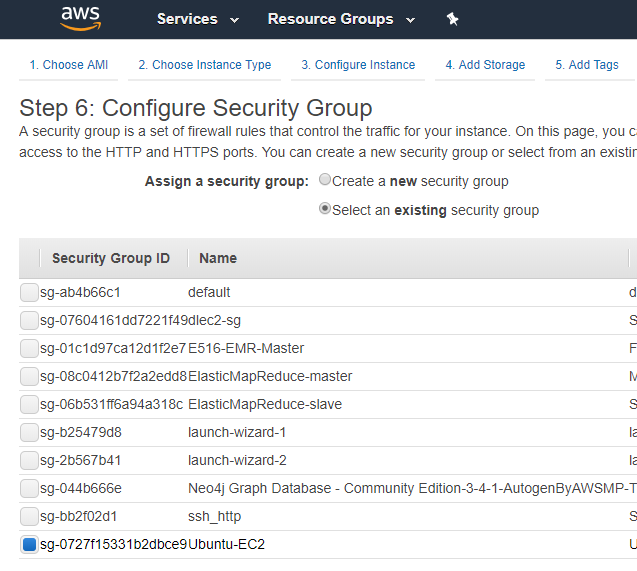 aws Services Resource Groups
1. Choose AMI 2. Choose Instance Type 3. Configure Instance 4. Add Storage 5. Add Tags
Step 6: Configure Security Group
A security group is a set of firewall rules that control the traffic for your instance. On this page, you
access to the HTTP and HTTPS ports. You can create a new security group or select from an
Assign a security group: Create a new security group
Select an existing security group
Security Group ID Name
sg-ab4b66c1 default
sg-07604161dd7221f49 dlec2-sg
sg-01c1d97ca12d1f2e7 E516-EMR-Master
sg-08c0412b7f2a2edd8 ElasticMapReduce-master
sg-06b531ff6a94a318c ElasticMapReduce-slave
sg-b25479d8 launch-wizard-1
sg-2b567b41 launch-wizard-2
sg-044b666e Neo4j Graph Database - Community Edition-3-4-1-AutogenByAWSMP-
sg-bb2f02d1 ssh_http
sg-0727f15331b2dbce9 Ubuntu-EC2